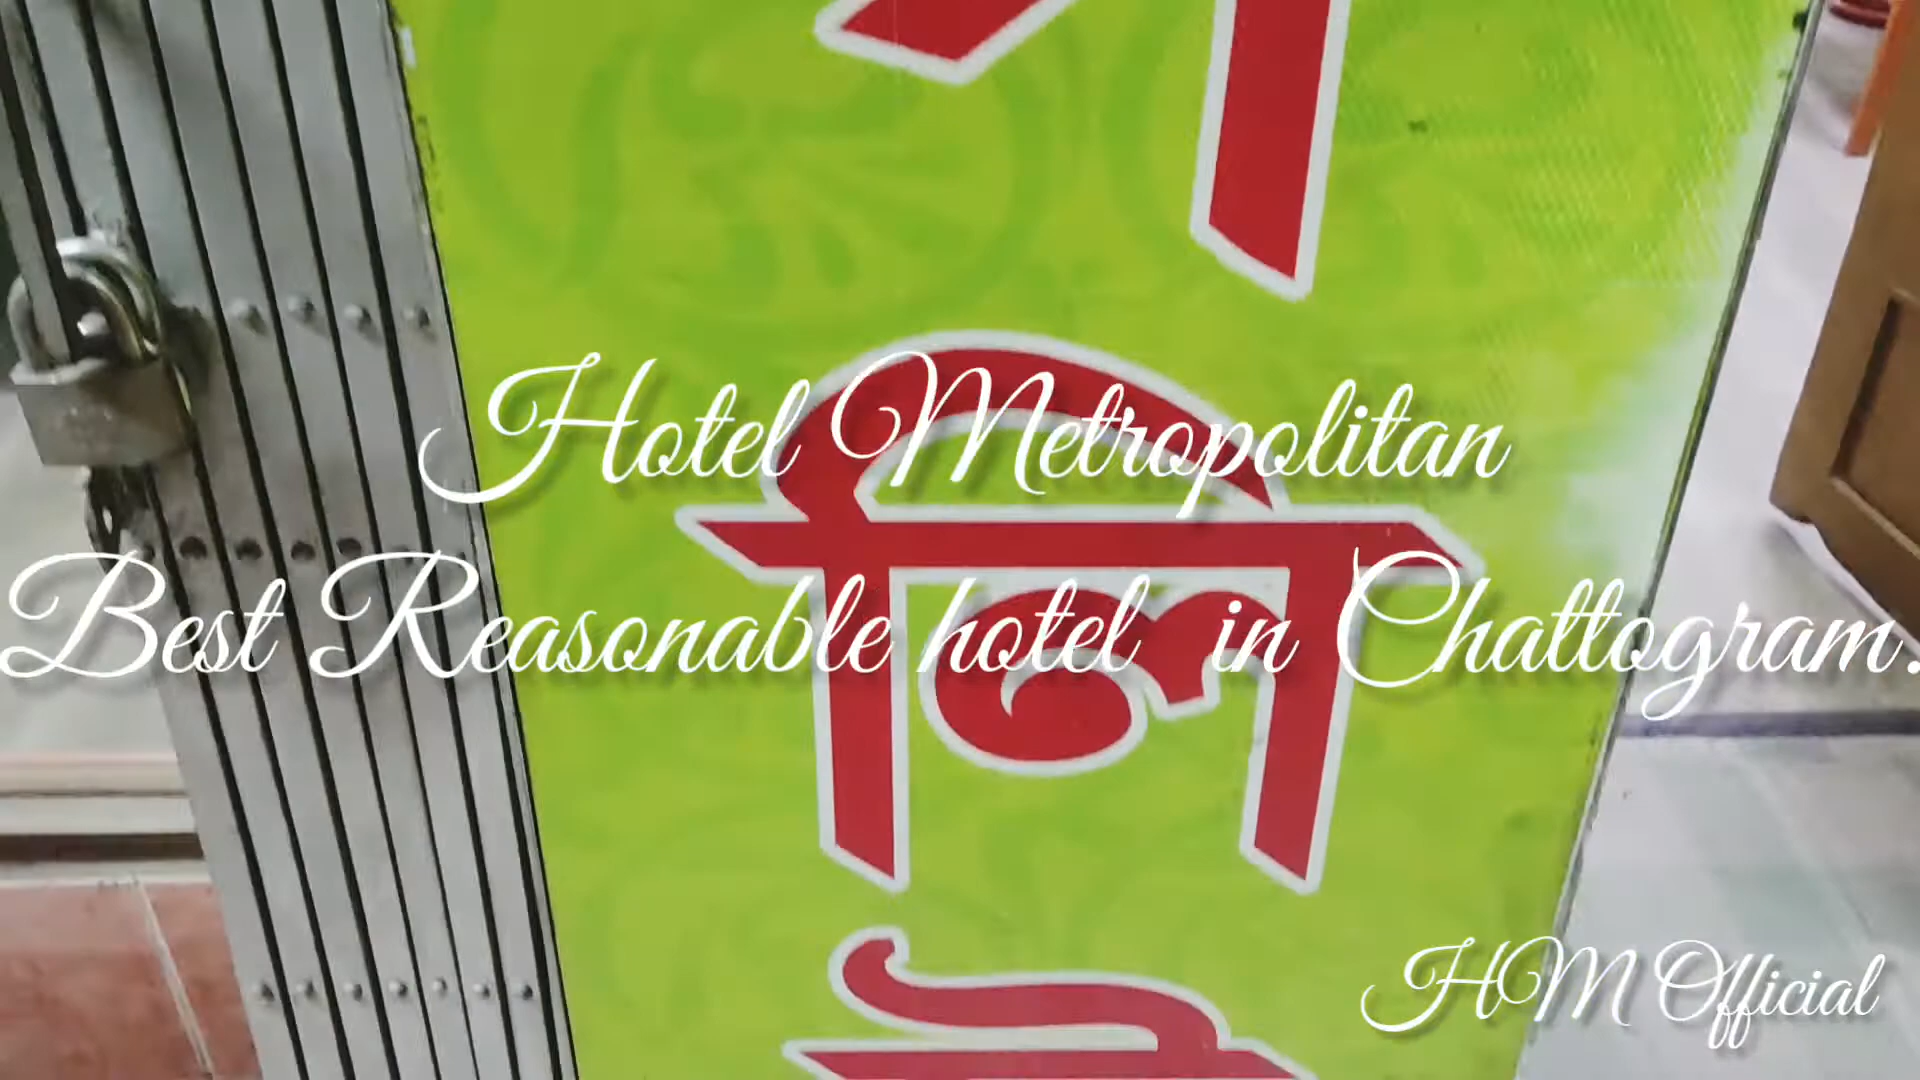 Hotel Metropolitan
লি
Best Reasonable hotel in Chattogram.
HM Official